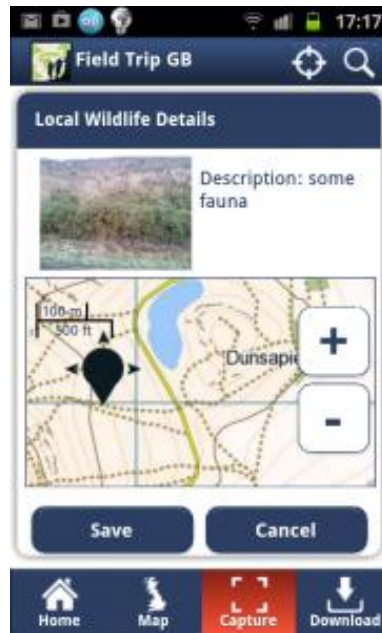 17:17
Field Trip GB
Local Wildlife Details
Description: some
fauna
100 m
500 ft
Dunsapi
+
-
Save
Cancel
Home
Map
Capture
Download